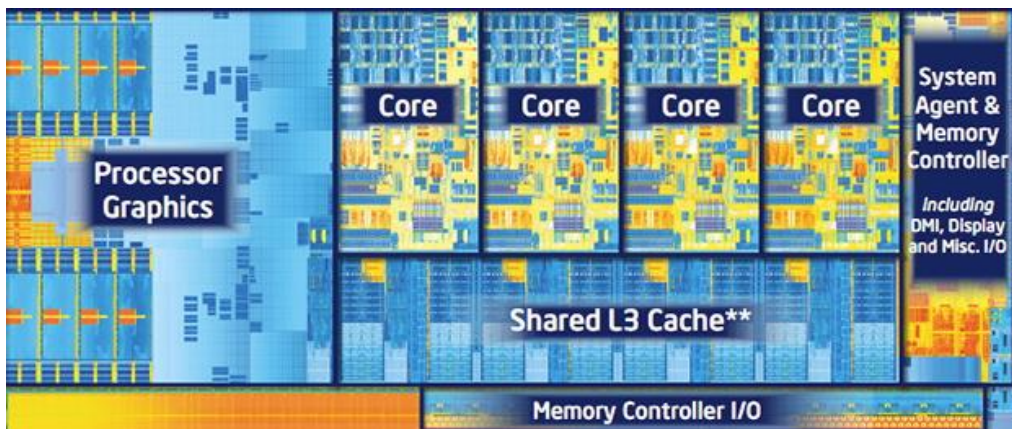 Processor
Graphics
Core
Core
Core
Core
System
Agent &
Memory
Controller
Including
DMI, Display
and Misc. I/O
Shared L3 Cache**
Memory Controller I/O